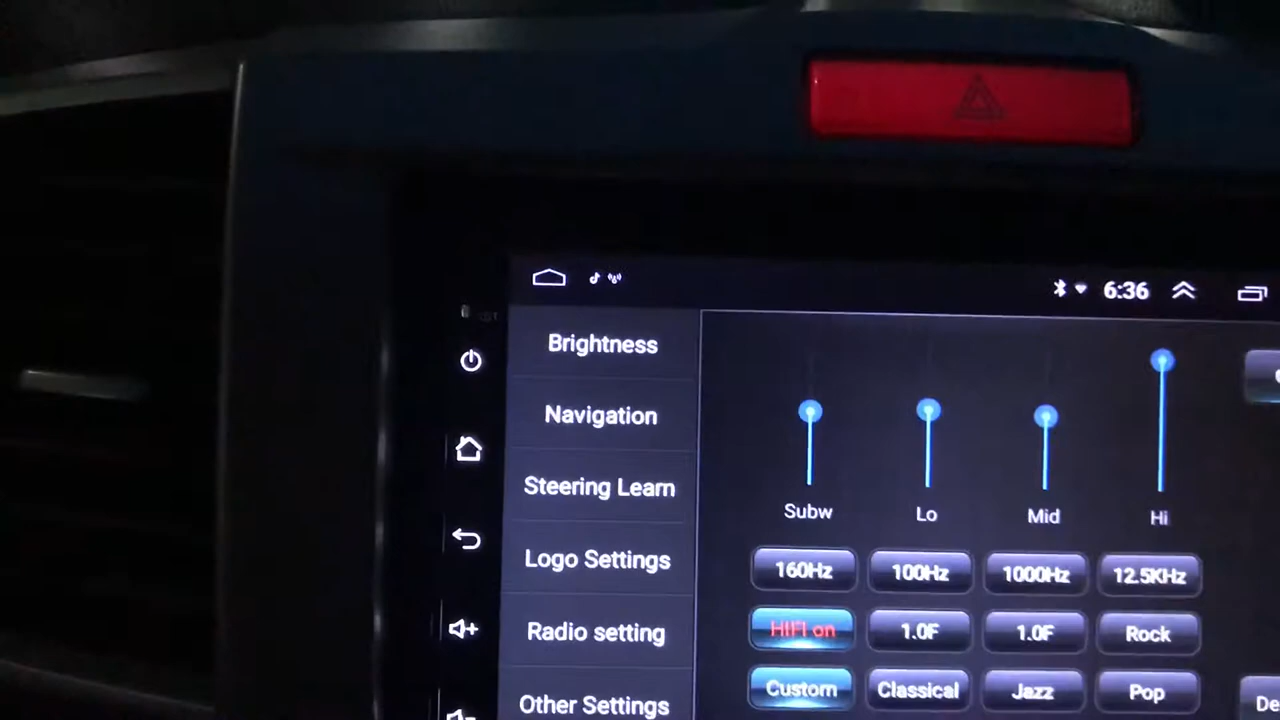 6:36
Brightness
Navigation
Steering Learn
Logo Settings
Radio setting
Other Settings
Subw Lo Mid Hi
160Hz 100Hz 1000Hz 12.5KHz
HIFI on 1.0F 1.0F Rock
Custom Classical Jazz Pop